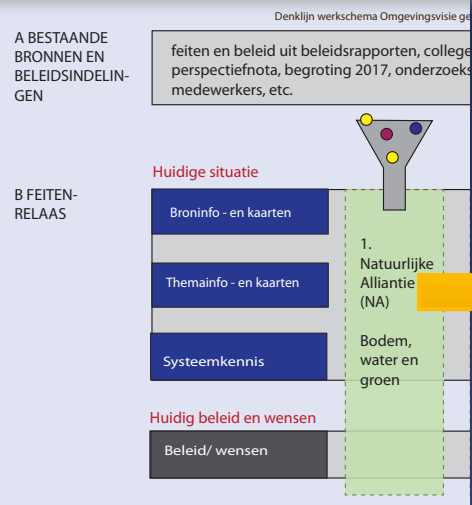 Denklijn werkschema Omgevingsvisie
A BESTAANDE
BRONNEN EN
BELEIDSINDELIN-
GEN
feiten en beleid uit beleidsrapporten, college
perspectiefnota, begroting 2017, onderzoeks
medewerkers, etc.
Huidige situatie
B FEITEN-
RELAAS
Broninfo - en kaarten
Themainfo - en kaarten
Systeemkennis
1.
Natuurlijke
Alliantie
(NA)
Bodem,
water en
groen
Huidig beleid en wensen
Beleid/ wensen